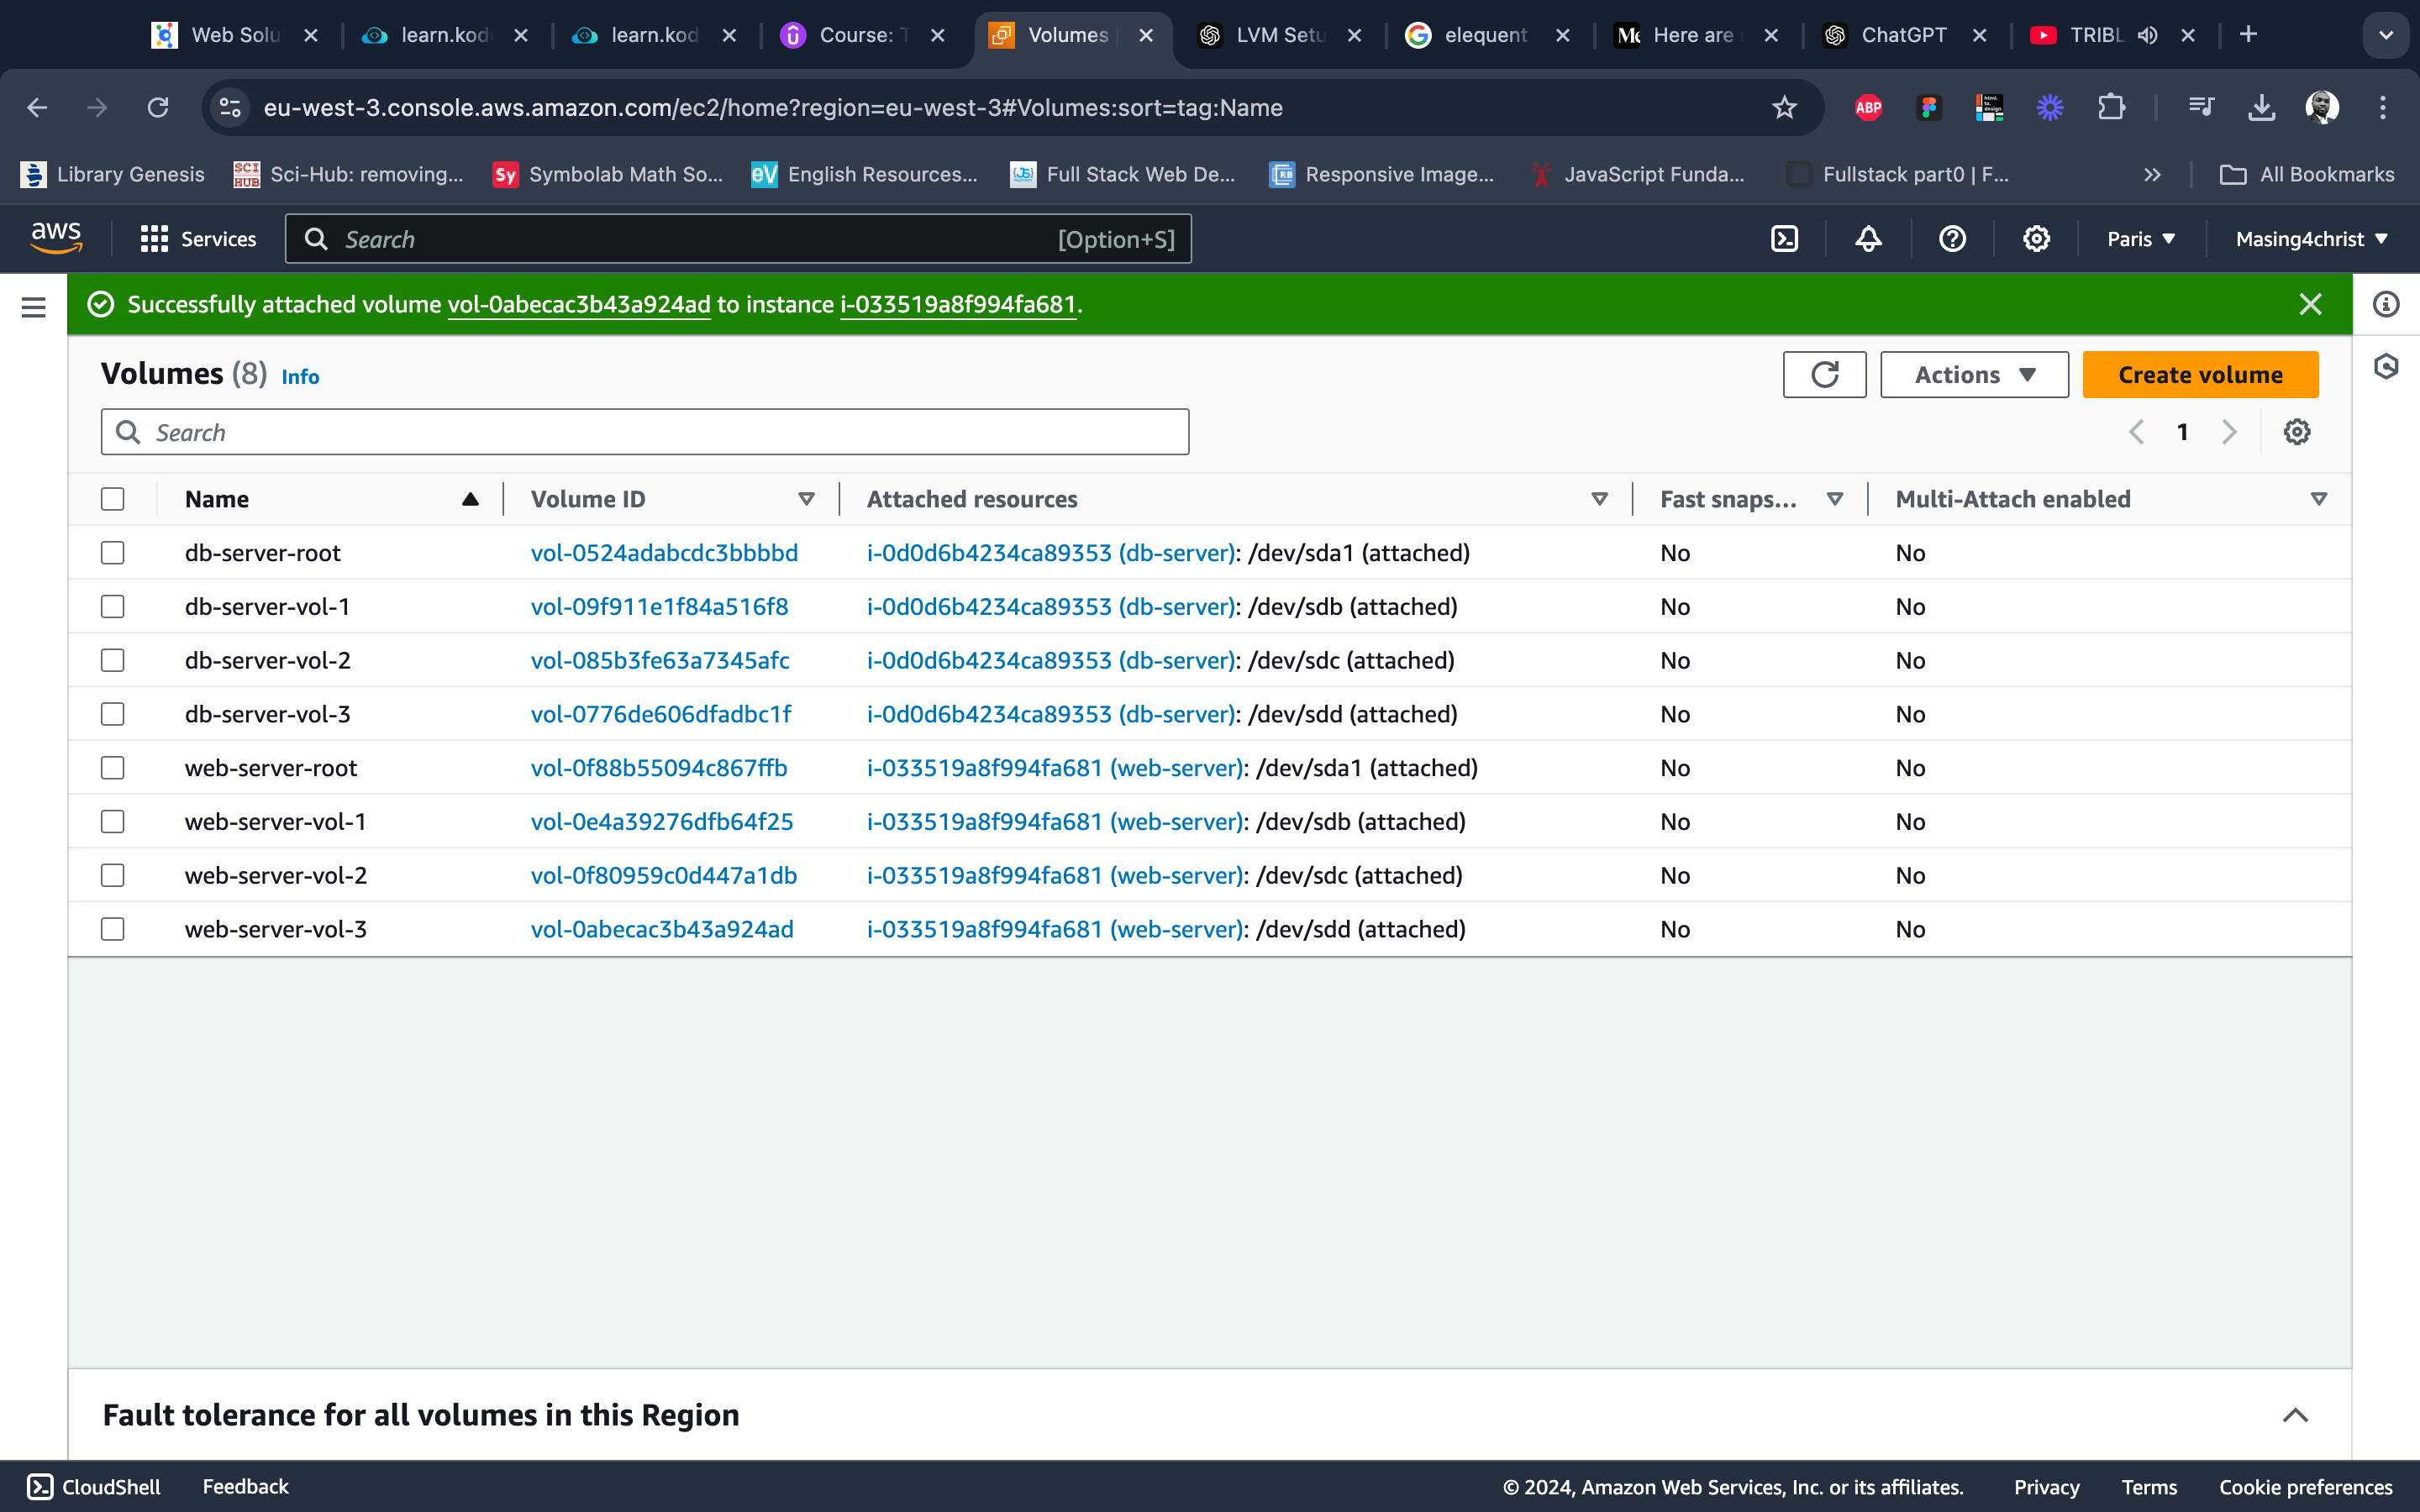 Web Solu learn.kod learn.kod Course: T Volumes LVM Setu elequent Me Here are ChatGPT TRIBL
eu-west-3.console.aws.amazon.com/ec2/home?region=eu-west-3#Volumes:sort=tag:Name ABP
Library Genesis SCI HUB Sci-Hub: removing... Sy Symbolab Math So... eV English Resources... JS Full Stack Web De... RB Responsive Image... JavaScript Funda... Fullstack part0 | F... All Bookmarks
aws Services Search [Option+S] Paris Masing4christ
Successfully attached volume vol-0abecac3b43a924ad to instance i-033519a8f994fa681.
Volumes (8) Info Actions Create volume
Search 1
Name Volume ID Attached resources Fast snaps... Multi-Attach enabled
db-server-root vol-0524adabcdc3bbbbd i-0d0d6b4234ca89353 (db-server): /dev/sda1 (attached) No No
db-server-vol-1 vol-09f911e1f84a516f8 i-0d0d6b4234ca89353 (db-server): /dev/sdb (attached) No No
db-server-vol-2 vol-085b3fe63a7345afc i-0d0d6b4234ca89353 (db-server): /dev/sdc (attached) No No
db-server-vol-3 vol-0776de606dfadbc1f i-0d0d6b4234ca89353 (db-server): /dev/sdd (attached) No No
web-server-root vol-0f88b55094c867ffb i-033519a8f994fa681 (web-server): /dev/sda1 (attached) No No
web-server-vol-1 vol-0e4a39276dfb64f25 i-033519a8f994fa681 (web-server): /dev/sdb (attached) No No
web-server-vol-2 vol-0f80959c0d447a1db i-033519a8f994fa681 (web-server): /dev/sdc (attached) No No
web-server-vol-3 vol-0abecac3b43a924ad i-033519a8f994fa681 (web-server): /dev/sdd (attached) No No
Fault tolerance for all volumes in this Region
CloudShell Feedback © 2024, Amazon Web Services, Inc. or its affiliates. Privacy Terms Cookie preferences